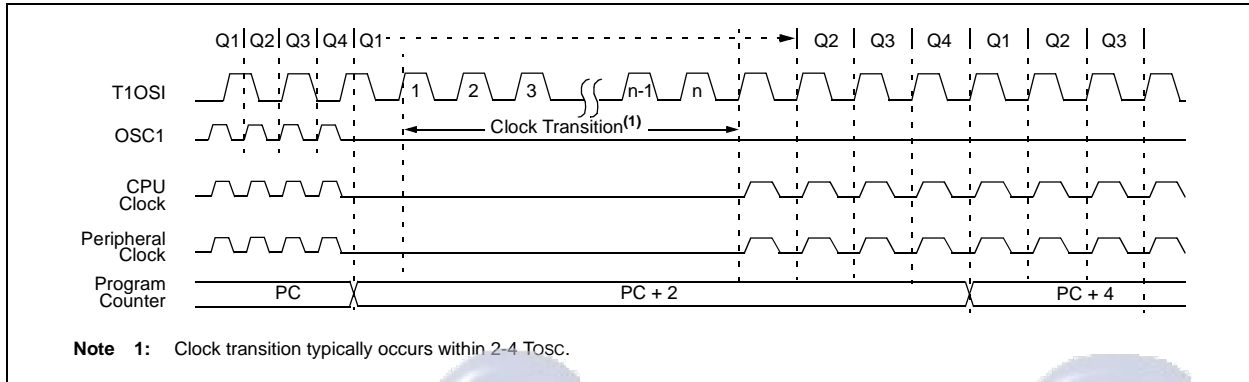 Q1 Q2 Q3 Q4 Q1 Q2 Q3 Q4 Q1 Q2 Q3
T1OSI 1 2 3 n-1 n
Clock Transition(1)
OSC1
CPU
Clock
Peripheral
Clock
Program
Counter
PC PC + 2 PC + 4
Note 1: Clock transition typically occurs within 2-4 TOSC.